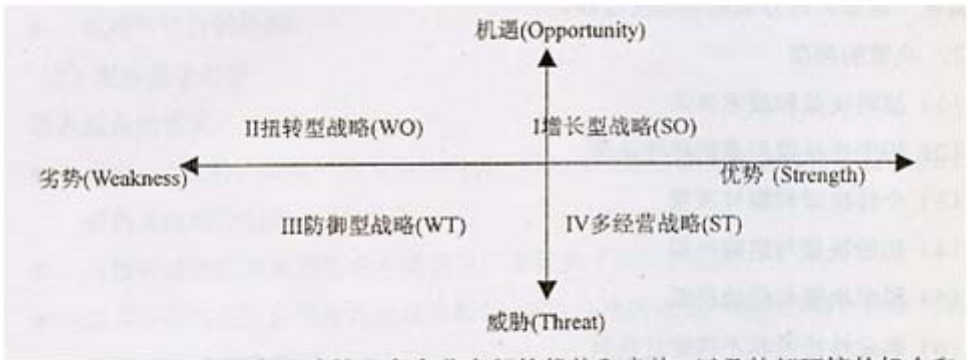 机遇(Opportunity)
II扭转型战略(WO)
I增长型战略(SO)
劣势(Weakness)
优势 (Strength)
III防御型战略(WT)
IV多经营战略(ST)
威胁(Threat)